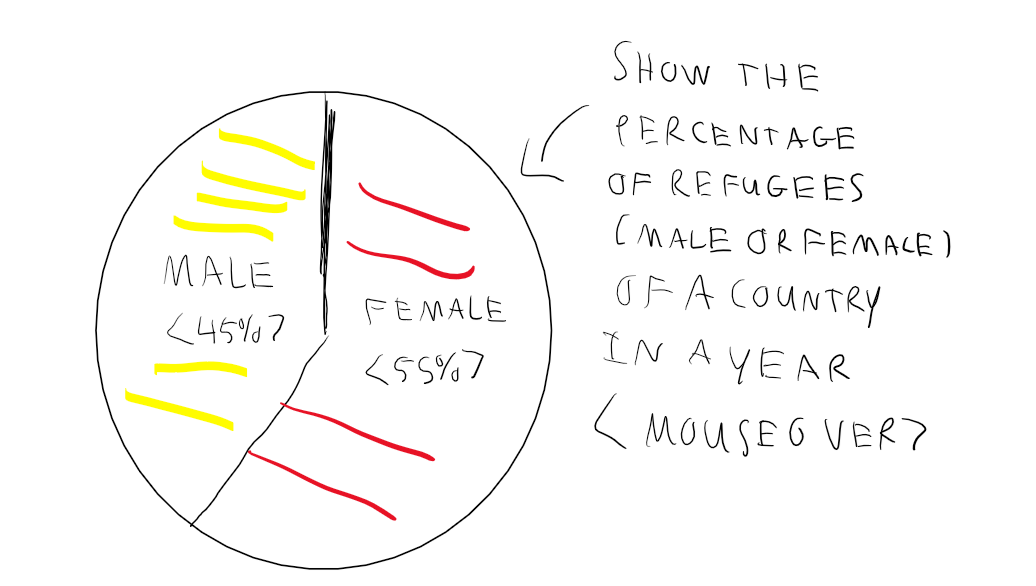 SHOW THE
PERCENTAGE
OF REFUGEES
(MALE OR FEMALE)
OF A COUNTRY
IN A YEAR
<MOUSEOVER>
MALE
<45%>
FEMALE
<55%>